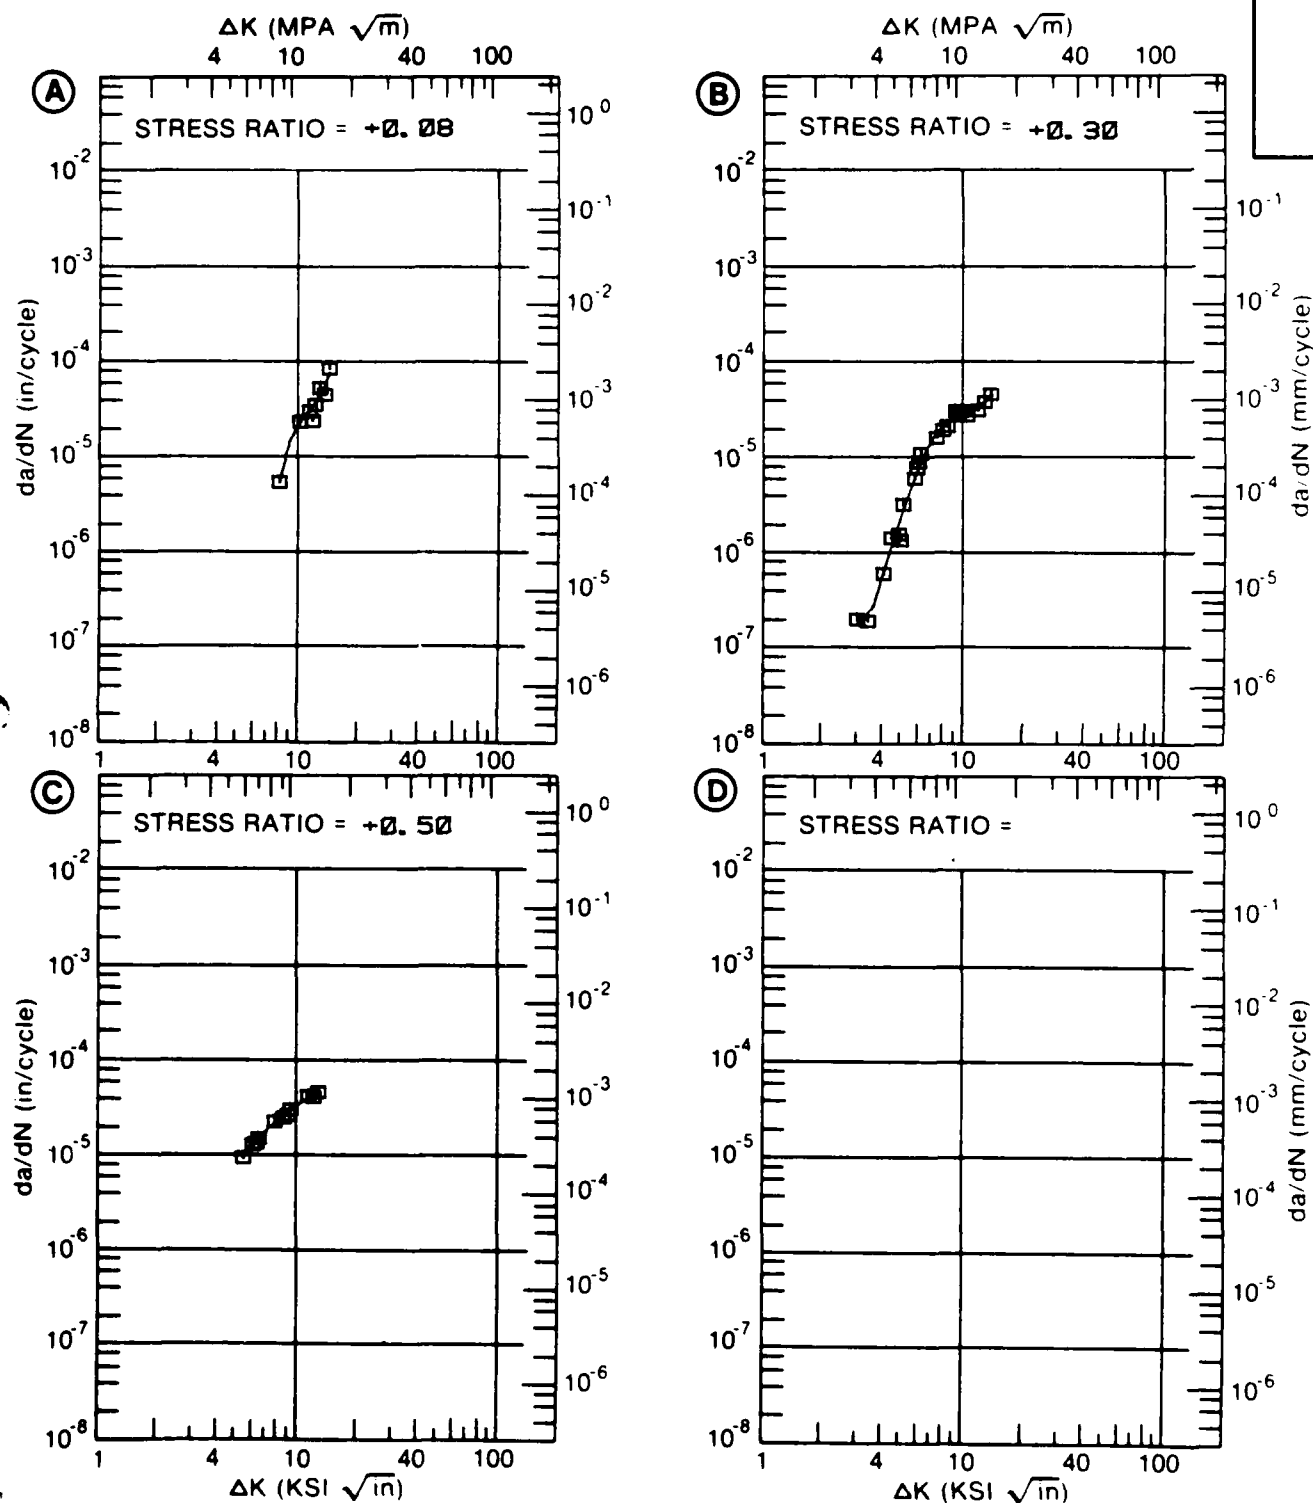 ΔK (MPA √m)
4 10 40 100
A
STRESS RATIO = +0.08
10^-2
10^-3
10^-4
10^-5
10^-6
10^-7
10^-8
da/dN (in/cycle)
10^0
10^-1
10^-2
10^-3
10^-4
10^-5
10^-6
1 4 10 40 100
ΔK (MPA √m)
4 10 40 100
B
STRESS RATIO = +0.30
10^-2
10^-3
10^-4
10^-5
10^-6
10^-7
10^-8
10^-1
10^-2
10^-3
10^-4
10^-5
10^-6
da/dN (mm/cycle)
1 4 10 40 100
C
STRESS RATIO = +0.50
10^-2
10^-3
10^-4
10^-5
10^-6
10^-7
10^-8
da/dN (in/cycle)
10^0
10^-1
10^-2
10^-3
10^-4
10^-5
10^-6
1 4 10 40 100
ΔK (KSI √in)
D
STRESS RATIO =
10^-2
10^-3
10^-4
10^-5
10^-6
10^-7
10^-8
10^0
10^-1
10^-2
10^-3
10^-4
10^-5
10^-6
da/dN (mm/cycle)
1 4 10 40 100
ΔK (KSI √in)